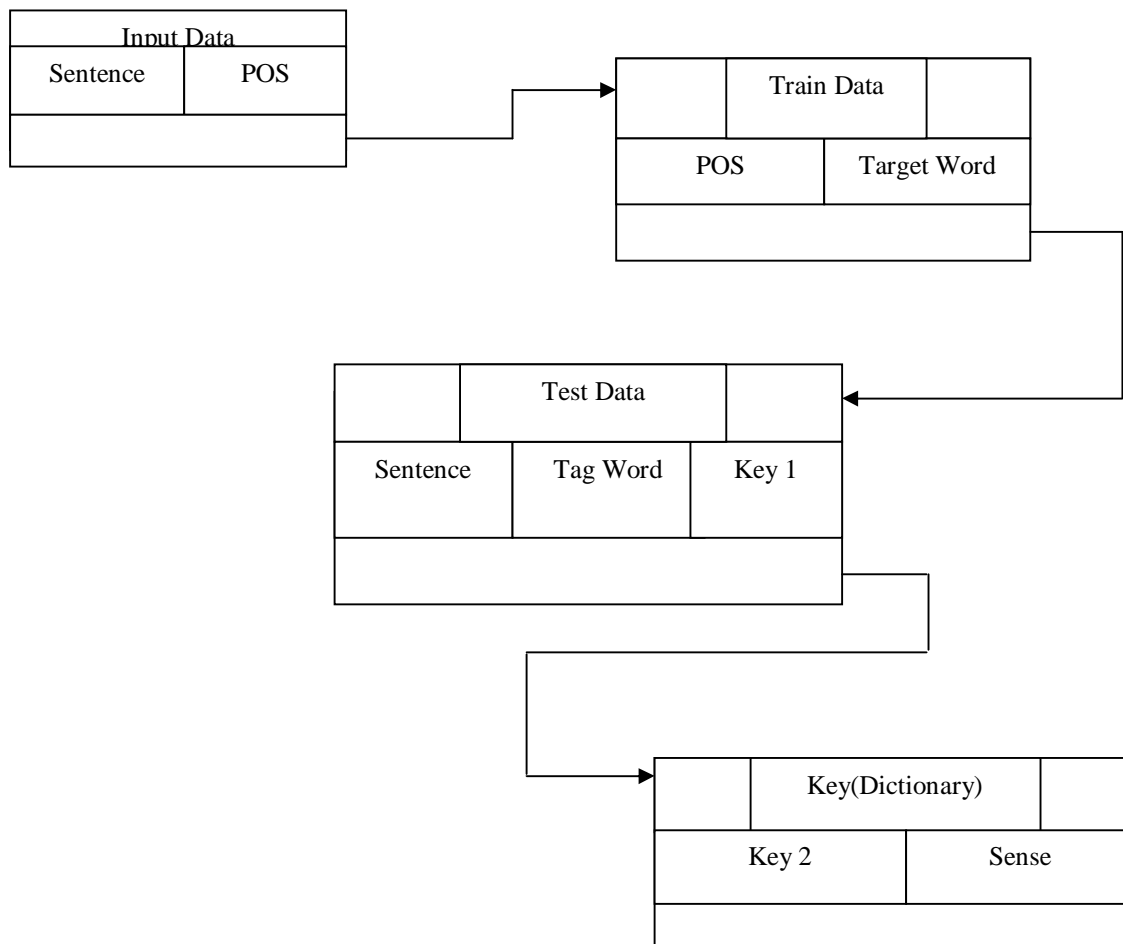 Input Data
Sentence POS
Train Data
POS Target Word
Test Data
Sentence Tag Word Key 1
Key(Dictionary)
Key 2 Sense